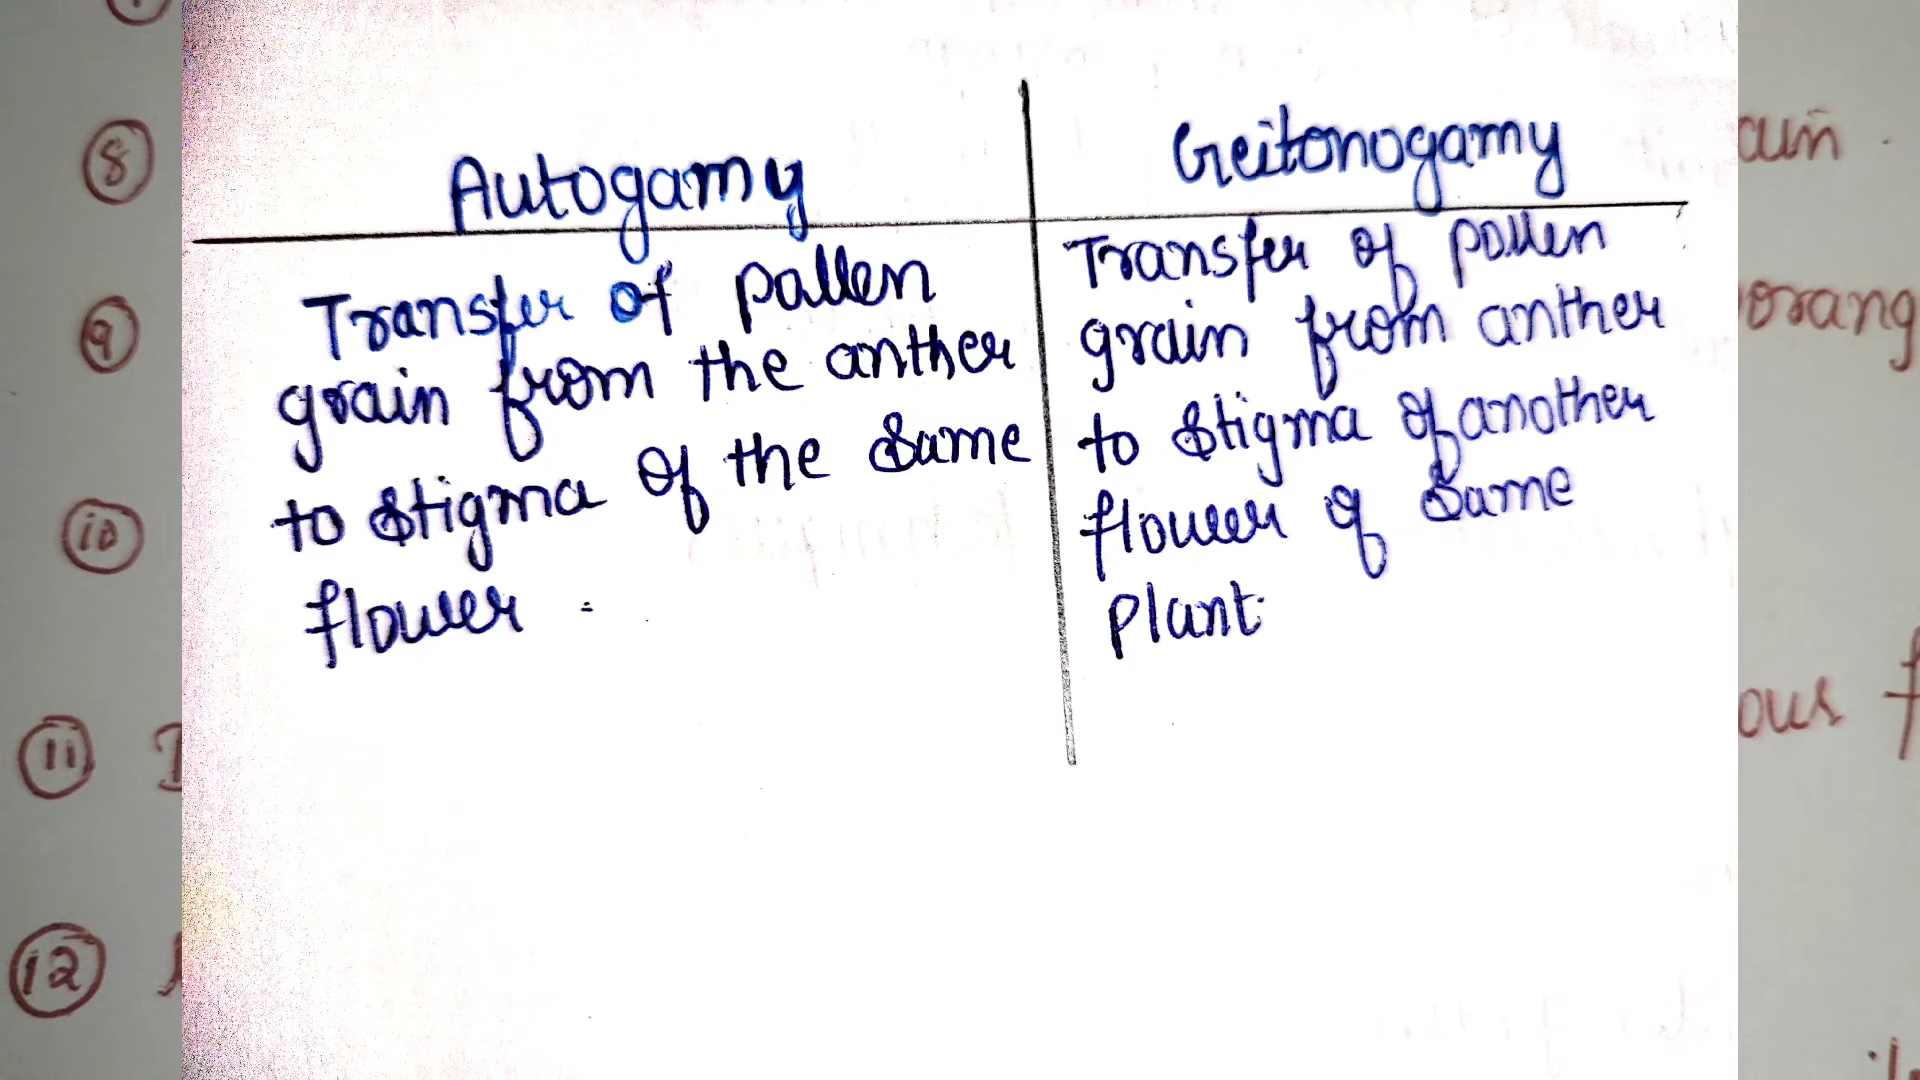 Autogamy
Transfer of pollen
grain from the anther
to stigma of the same
flower.
Geitonogamy
Transfer of pollen
grain from anther
to stigma of another
flower of same
plant.
8
9
10
11
12
orang
ous f